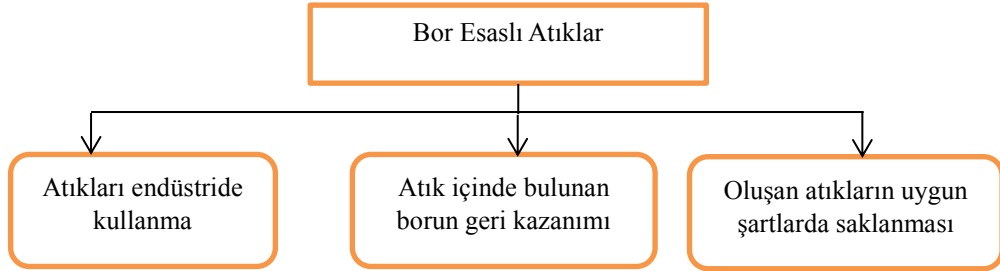 Bor Esaslı Atıklar
Atıkları endüstride
kullanma
Atık içinde bulunan
borun geri kazanımı
Oluşan atıkların uygun
şartlarda saklanması